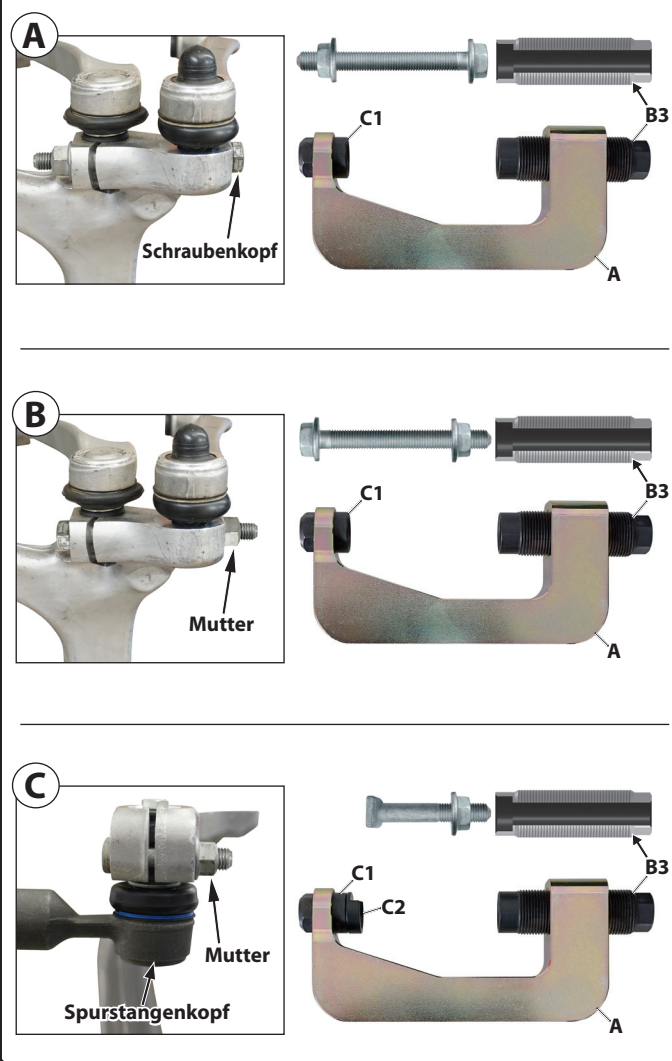 A
C1
B3
Schraubenkopf
A
B
C1
B3
Mutter
A
C
C1
B3
C2
Mutter
Spurstangenkopf
A